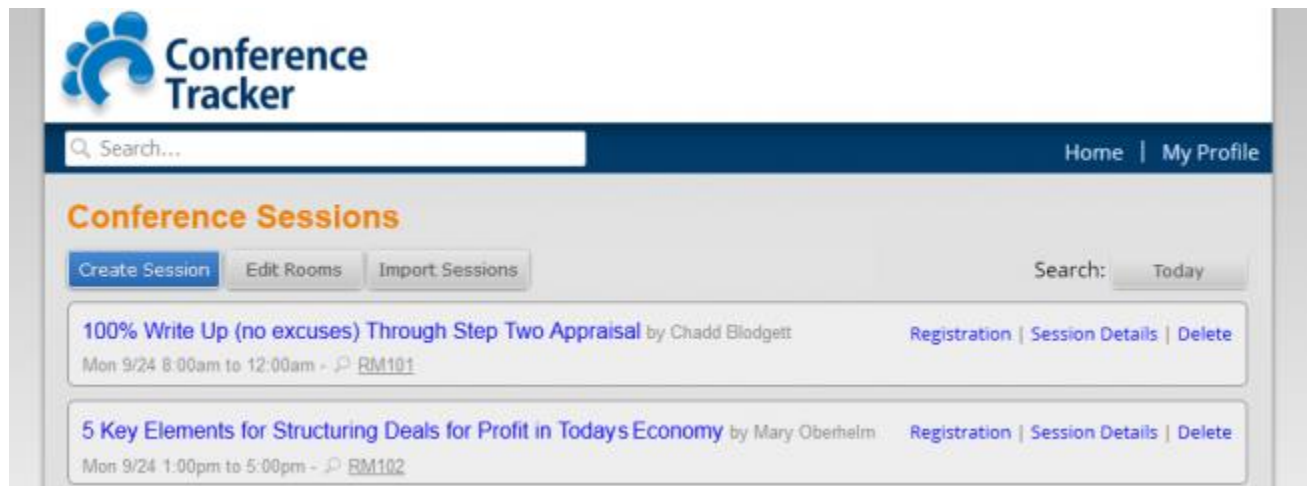 Conference
Tracker
Search...
Home | My Profile
Conference Sessions
Create Session Edit Rooms Import Sessions Search: Today
100% Write Up (no excuses) Through Step Two Appraisal by Chadd Blodgett Registration | Session Details | Delete
Mon 9/24 8:00am to 12:00am - RM101
5 Key Elements for Structuring Deals for Profit in Todays Economy by Mary Oberhelm Registration | Session Details | Delete
Mon 9/24 1:00pm to 5:00pm - RM102